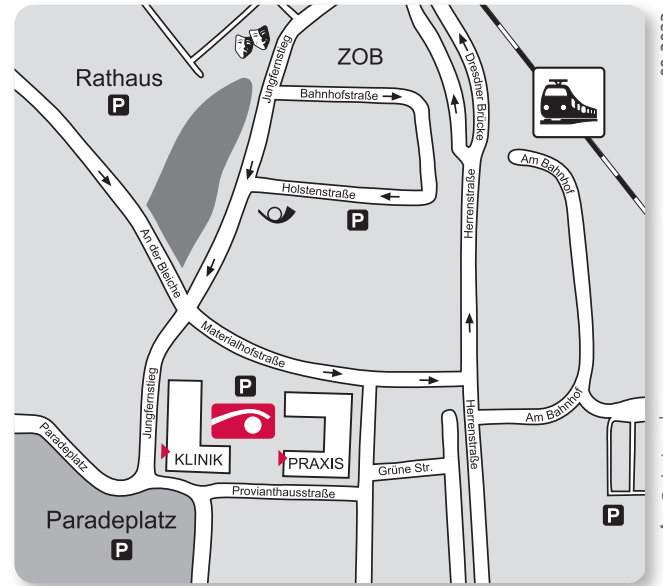 ZOB
Rathaus
P
Jungfernstieg
Bahnhofstraße
Dresdner Brücke
Am Bahnhof
Holstenstraße
P
Herrenstraße
An der Bleiche
Materialhofstraße
Jungfernstieg
P
Am Bahnhof
Herrenstraße
Paradeplatz
KLINIK
PRAXIS
Grüne Str.
Provianthausstraße
Paradeplatz
P
P